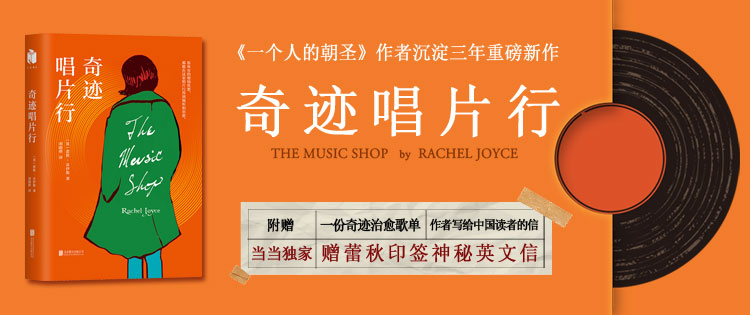 《一个人的朝圣》作者沉淀三年重磅新作
奇迹唱片行
THE MUSIC SHOP by RACHEL JOYCE
附赠 一份奇迹治愈歌单 作者写给中国读者的信
当当独家 赠蕾秋印签神秘英文信
奇迹
唱片行
The
Music
Shop
Rachel Joyce
奇迹唱片行